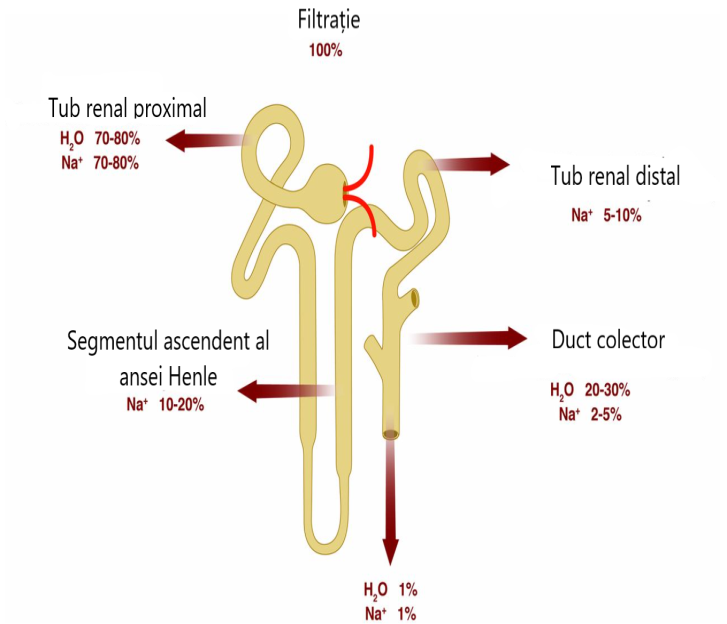 Filtrație
100%
Tub renal proximal
H₂O 70-80%
Na⁺ 70-80%
Tub renal distal
Na⁺ 5-10%
Segmentul ascendent al
ansei Henle
Na⁺ 10-20%
Duct colector
H₂O 20-30%
Na⁺ 2-5%
H₂O 1%
Na⁺ 1%